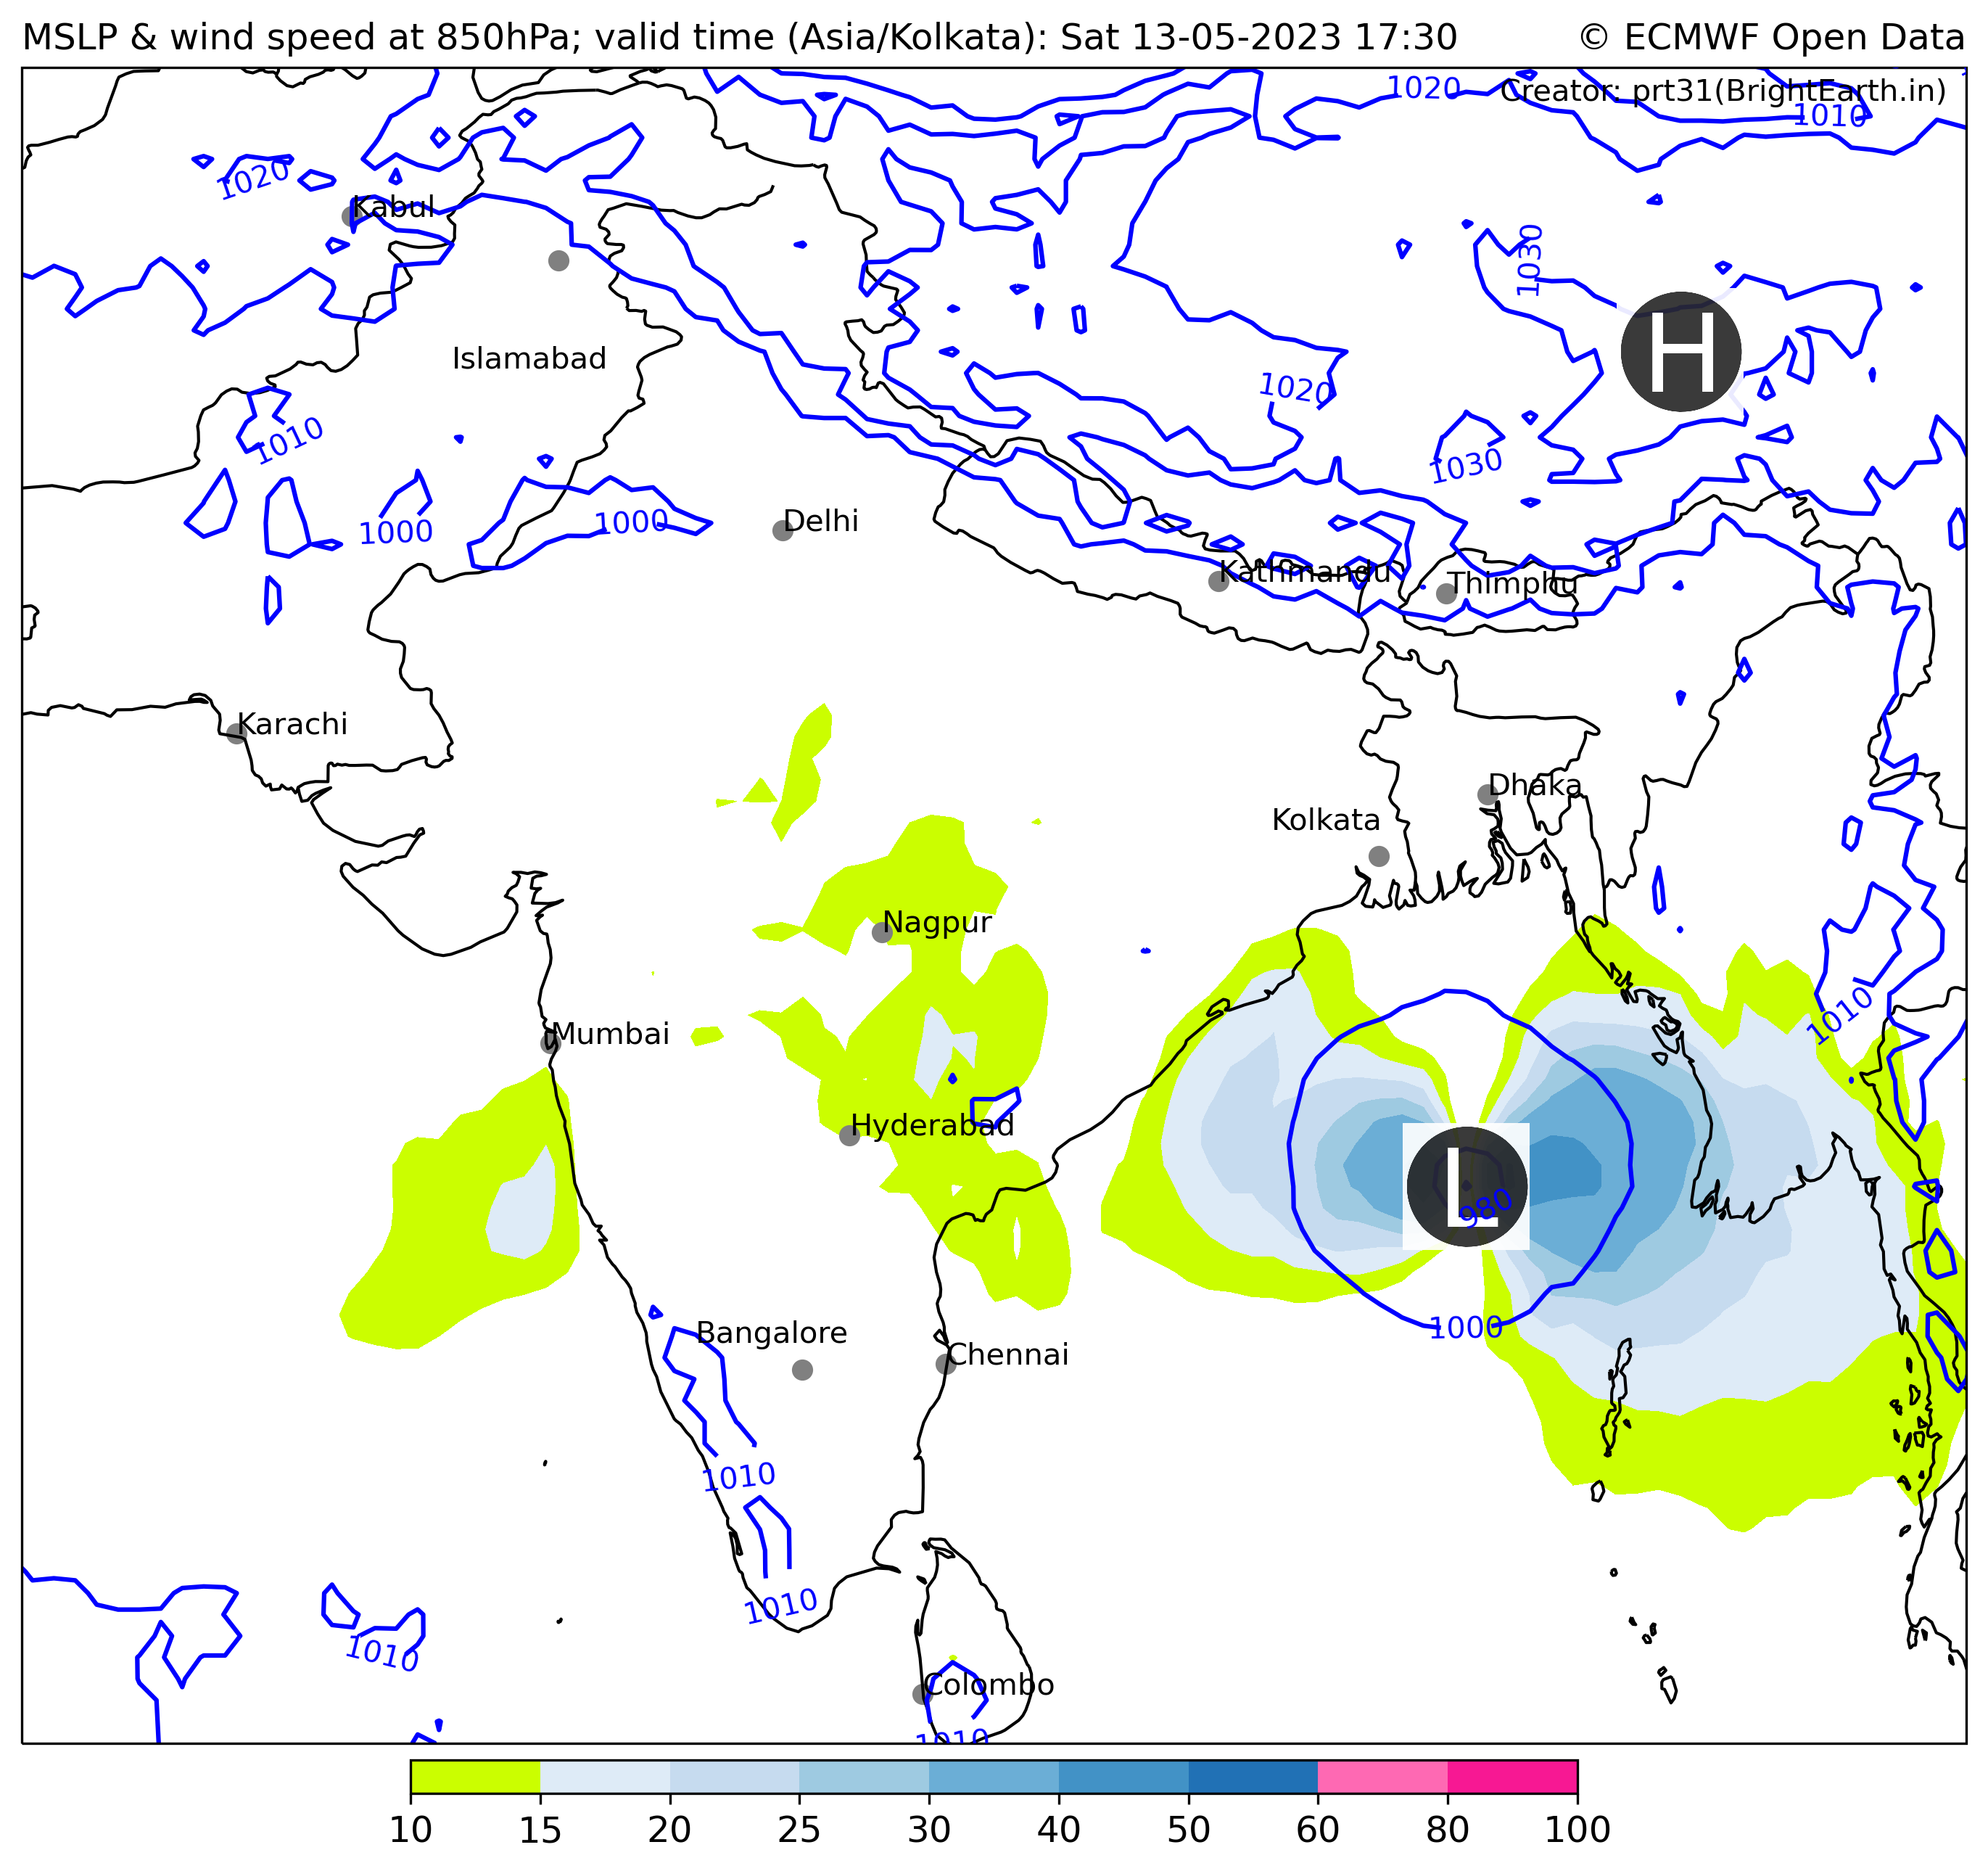 MSLP & wind speed at 850hPa; valid time (Asia/Kolkata): Sat 13-05-2023 17:30
© ECMWF Open Data
Creator: prt31(BrightEarth.in)
1020
1010
1020
Kabul
1030
H
Islamabad
1020
1010
1030
1000
1000
Delhi
Kathmandu
Thimphu
Karachi
Dhaka
Kolkata
Nagpur
1010
Mumbai
Hyderabad
L
980
1000
Bangalore
Chennai
1010
1010
1010
Colombo
1010
10 15 20 25 30 40 50 60 80 100